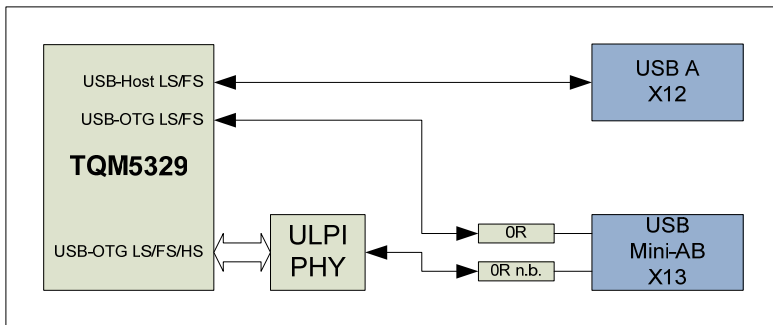 USB-Host LS/FS
USB-OTG LS/FS
TQM5329
USB-OTG LS/FS/HS
ULPI
PHY
0R
0R n.b.
USB A
X12
USB
Mini-AB
X13